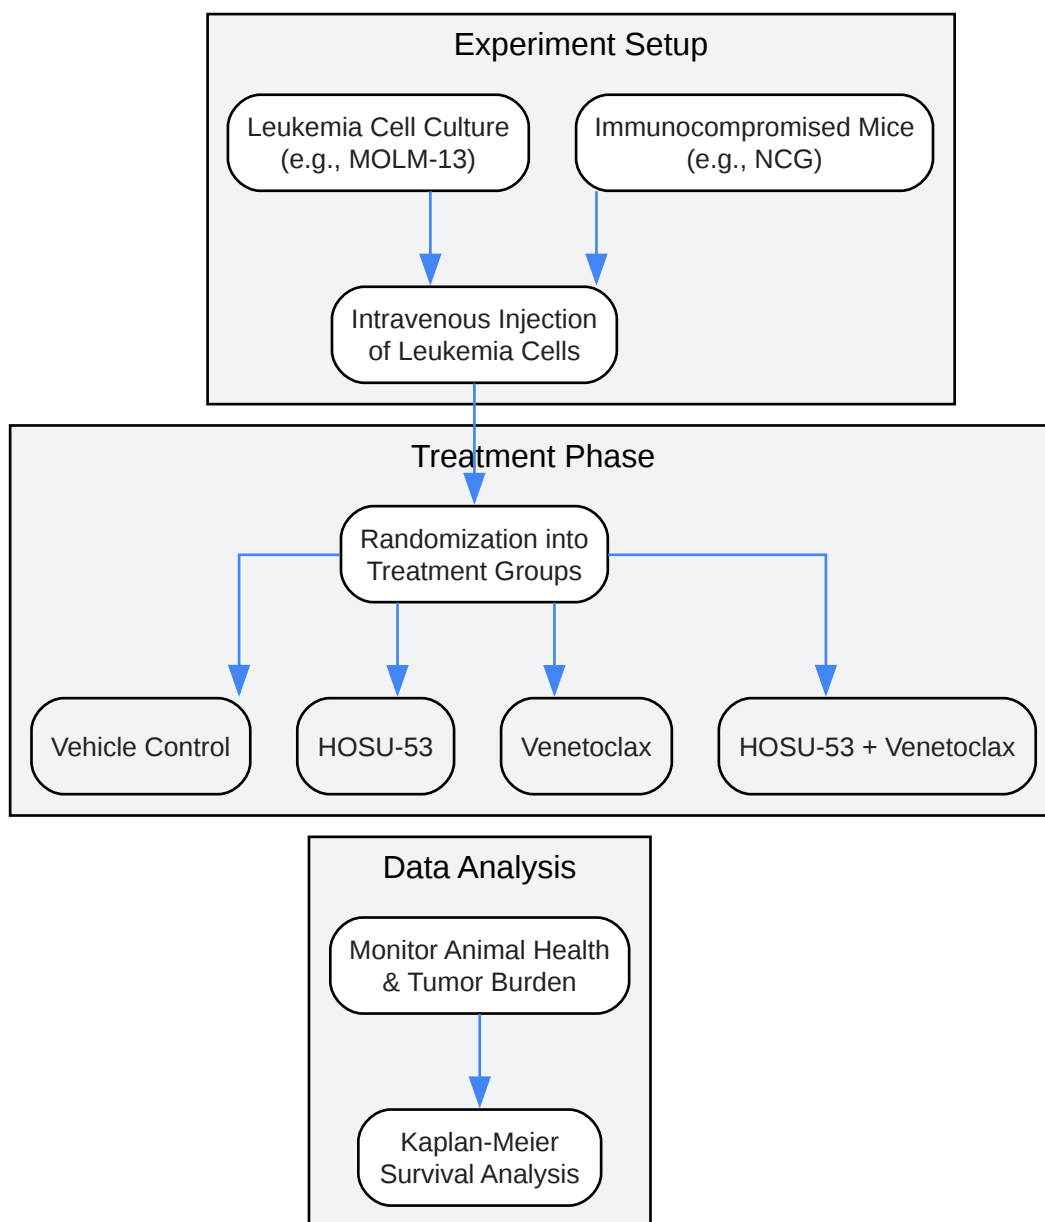 Experiment Setup
Leukemia Cell Culture
(e.g., MOLM-13)
Immunocompromised Mice
(e.g., NCG)
Intravenous Injection
of Leukemia Cells
Treatment Phase
Randomization into
Treatment Groups
Vehicle Control
HOSU-53
Venetoclax
HOSU-53 + Venetoclax
Data Analysis
Monitor Animal Health
& Tumor Burden
Kaplan-Meier
Survival Analysis